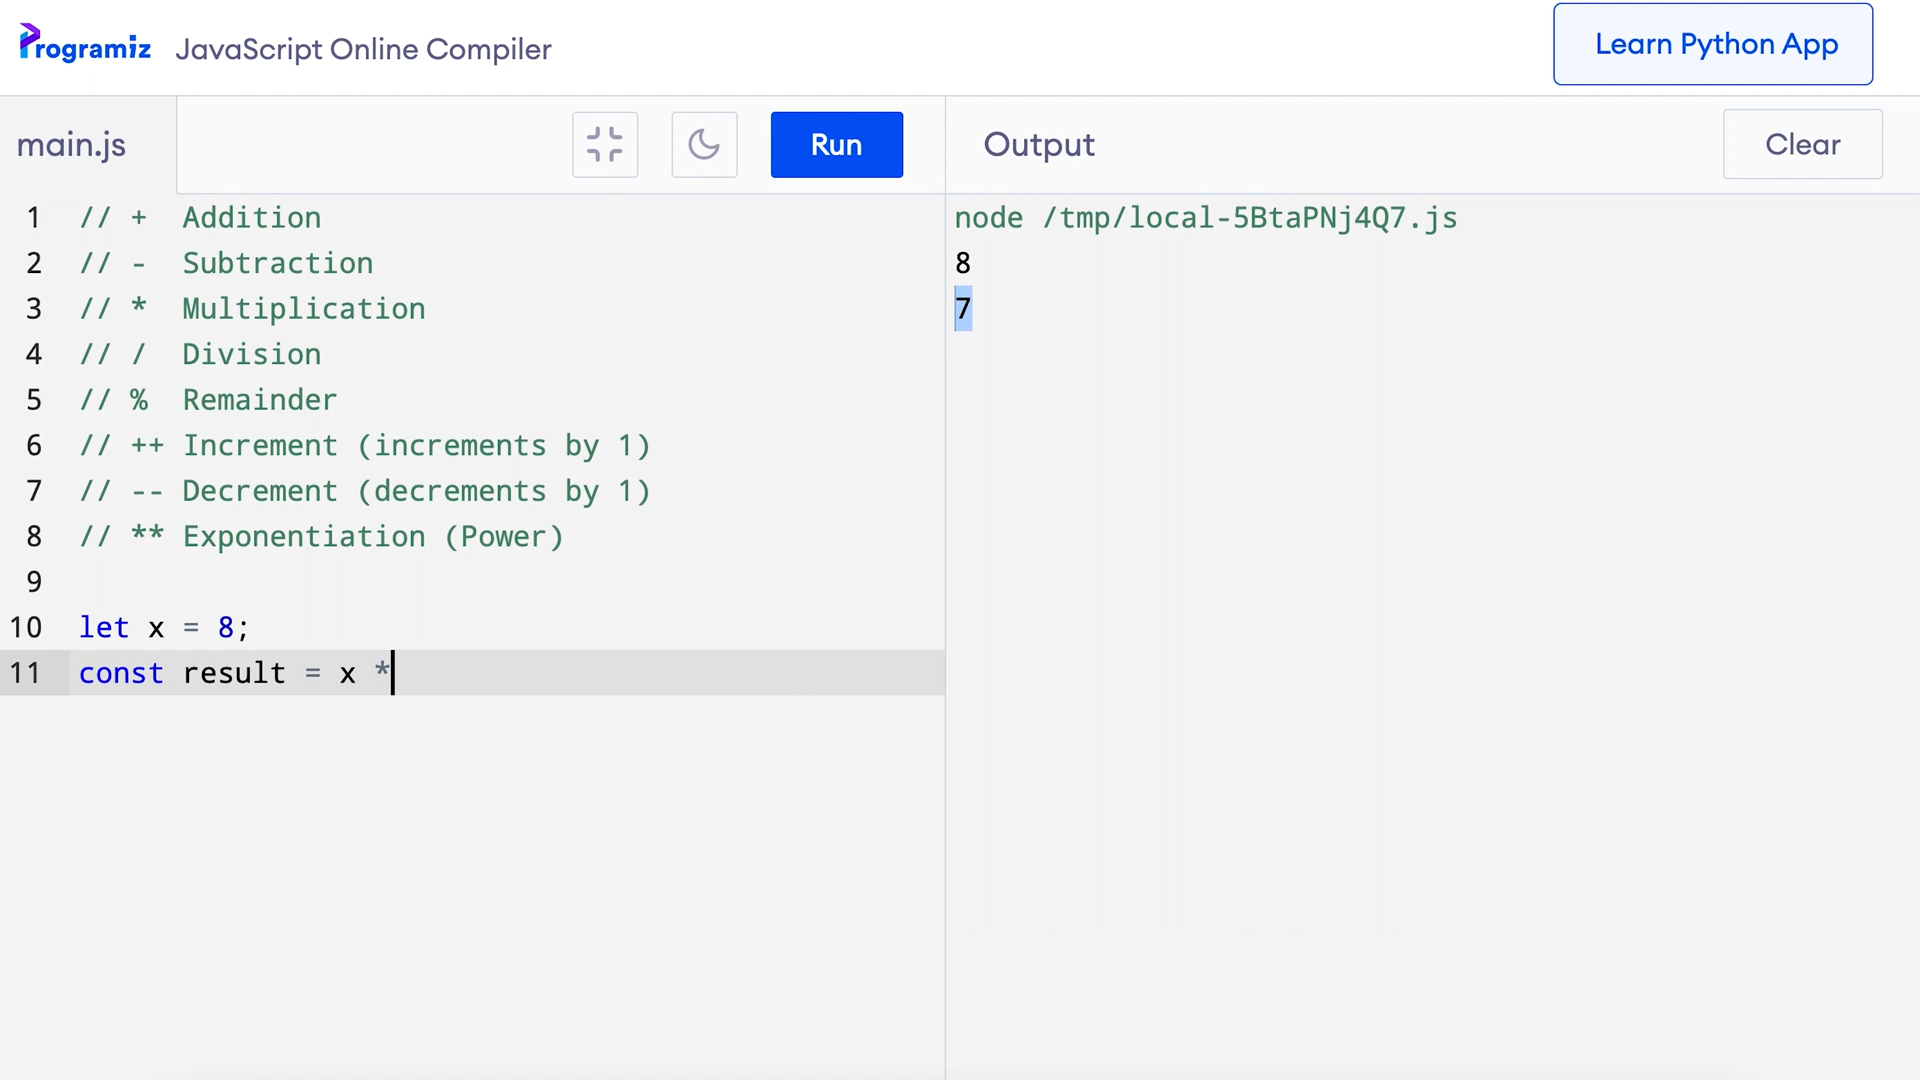 Programiz JavaScript Online Compiler Learn Python App
main.js Run Output Clear
1 // + Addition
2 // - Subtraction
3 // * Multiplication
4 // / Division
5 // % Remainder
6 // ++ Increment (increments by 1)
7 // -- Decrement (decrements by 1)
8 // ** Exponentiation (Power)
9
10 let x = 8;
11 const result = x *
node /tmp/local-5BtaPNj4Q7.js
8
7